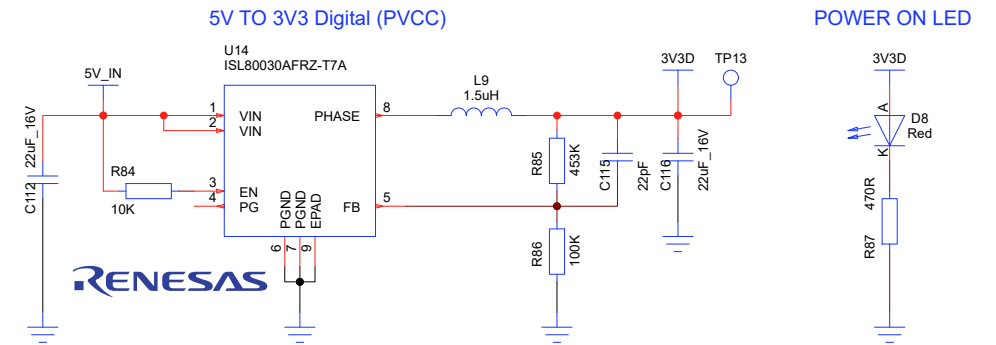 5V TO 3V3 Digital (PVCC)
POWER ON LED
U14
ISL80030AFRZ-T7A
5V_IN
L9
1.5uH
3V3D
TP13
3V3D
1
VIN
PHASE
8
2
VIN
22uF_16V
C112
R84
10K
3
EN
4
PG
FB
5
PGND
PGND
EPAD
6
7
9
R85
453K
C115
22pF
C116
22uF_16V
R86
100K
A
D8
Red
K
470R
R87
RENESAS